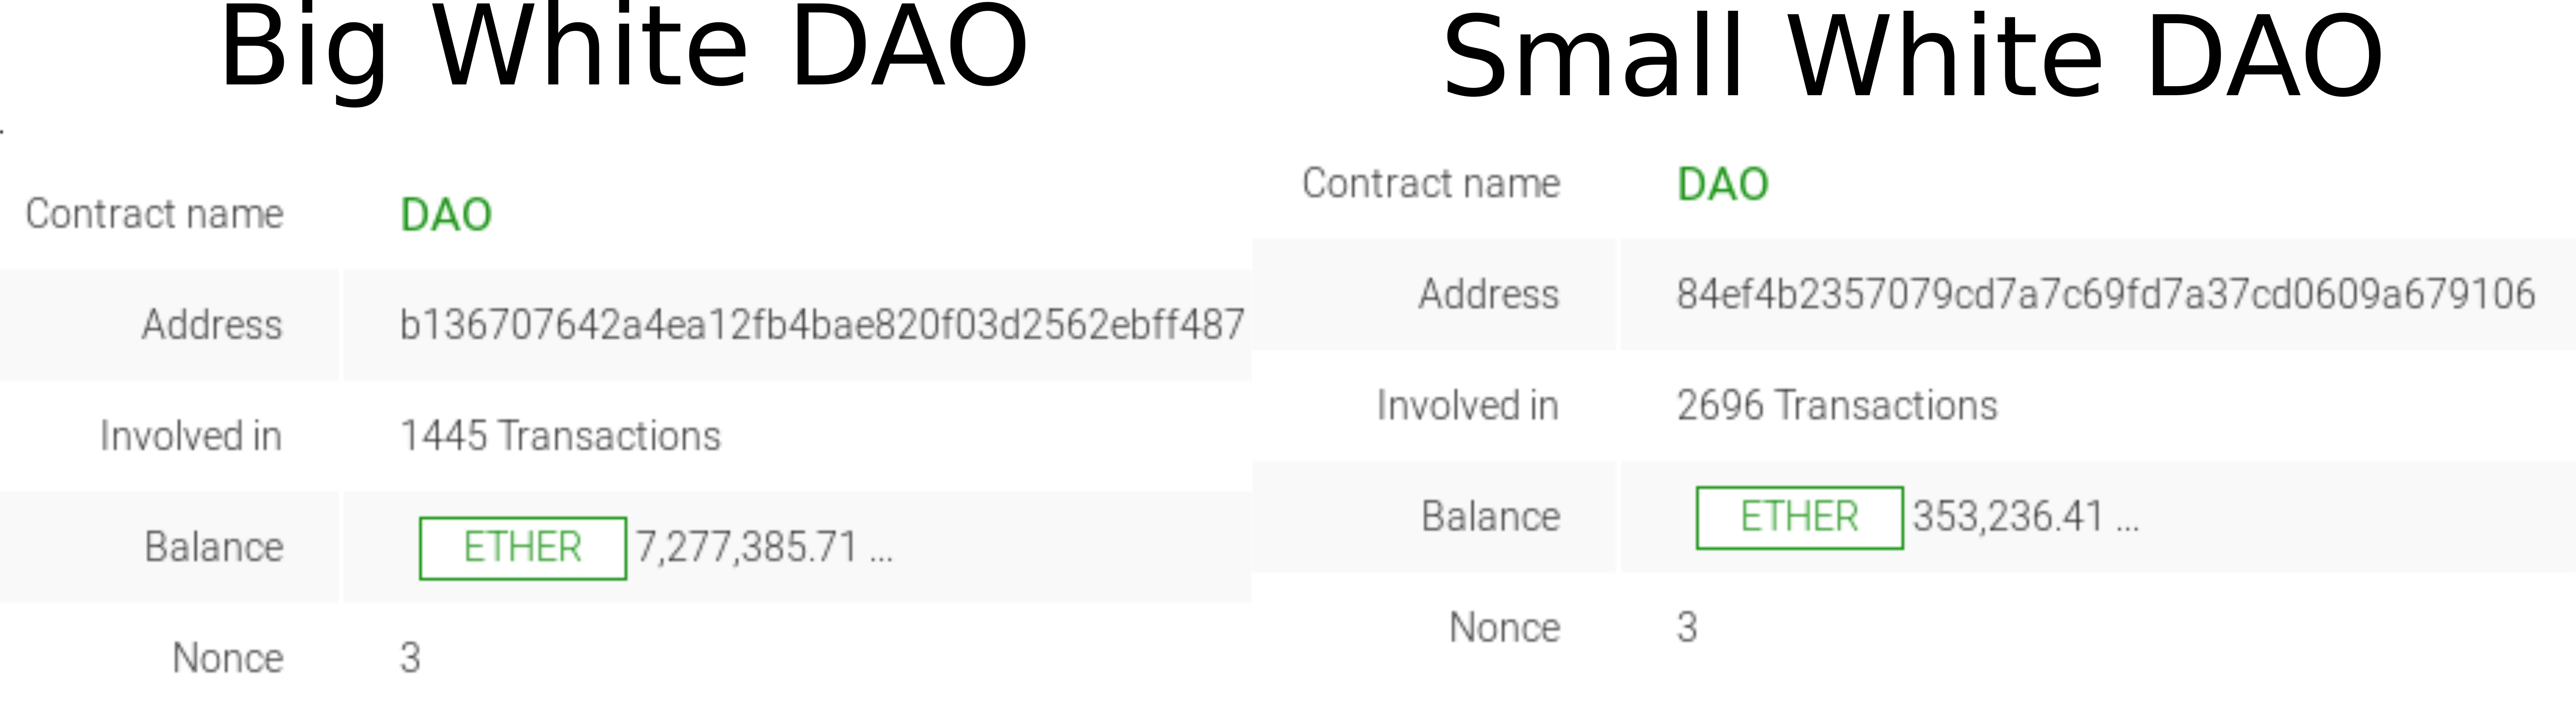 Big White DAO
Contract name DAO
Address b136707642a4ea12fb4bae820f03d2562ebff487
Involved in 1445 Transactions
Balance ETHER 7,277,385.71 ...
Nonce 3
Small White DAO
Contract name DAO
Address 84ef4b2357079cd7a7c69fd7a37cd0609a679106
Involved in 2696 Transactions
Balance ETHER 353,236.41 ...
Nonce 3